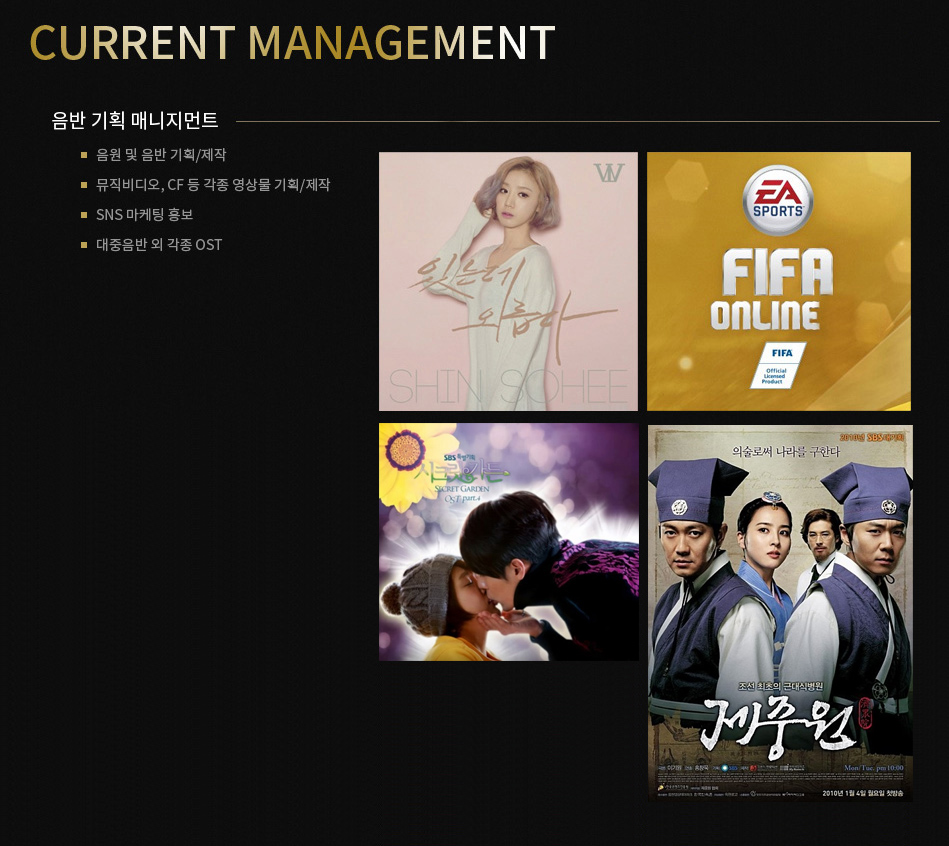 CURRENT MANAGEMENT
음반 기획 매니지먼트
음원 및 음반 기획/제작
뮤직비디오, CF 등 각종 영상물 기획/제작
SNS 마케팅 홍보
대중음반 외 각종 OST
W
있는데
외롭다
SHIN SOHEE
EA
SPORTS
FIFA
ONLINE
FIFA
Official
Licensed
Product
SBS 특별기획
시크릿가든
SECRET GARDEN
OST part.4
2010년 SBS 대기획
의술로써 나라를 구한다
조선 최초의 근대식병원
제중원
Mon/Tue. pm10:00
2010년 1월 4일 월요일 첫방송